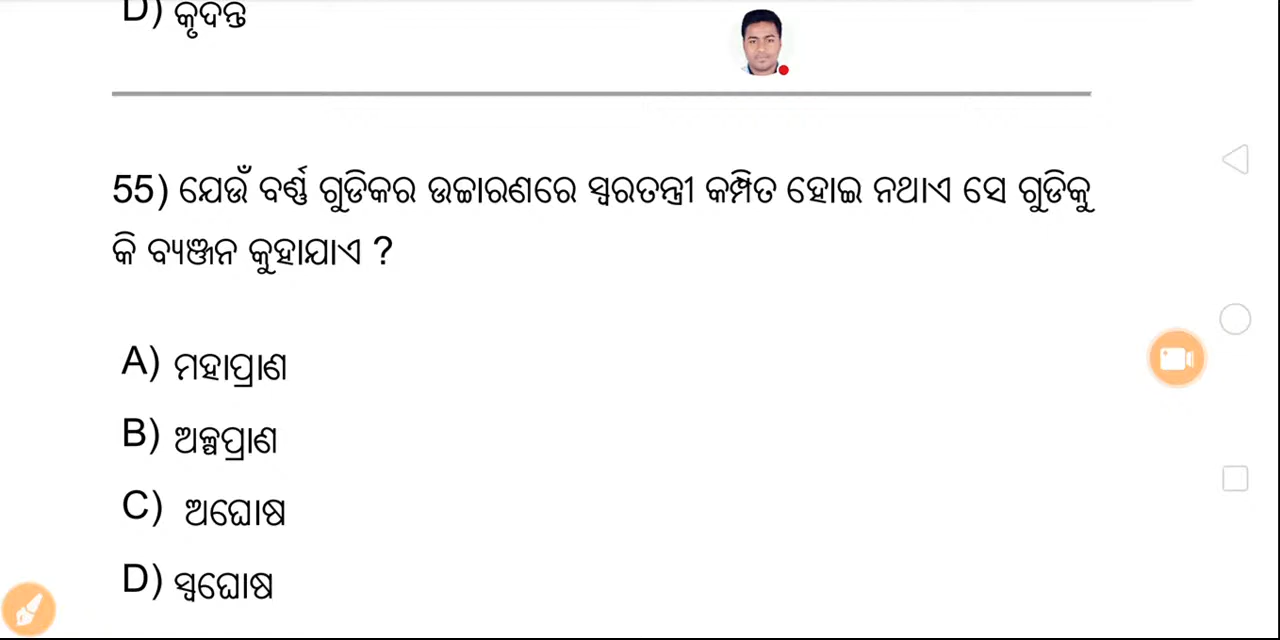 D) କୃଦନ୍ତ
55) ଯେଉଁ ବର୍ଣ୍ଣ ଗୁଡିକର ଉଚ୍ଚାରଣରେ ସ୍ୱରତନ୍ତ୍ରୀ କମ୍ପିତ ହୋଇ ନଥାଏ ସେ ଗୁଡିକୁ
କି ବ୍ୟଞ୍ଜନ କୁହାଯାଏ ?
A) ମହାପ୍ରାଣ
B) ଅଳ୍ପପ୍ରାଣ
C) ଅଘୋଷ
D) ସ୍ୱଘୋଷ